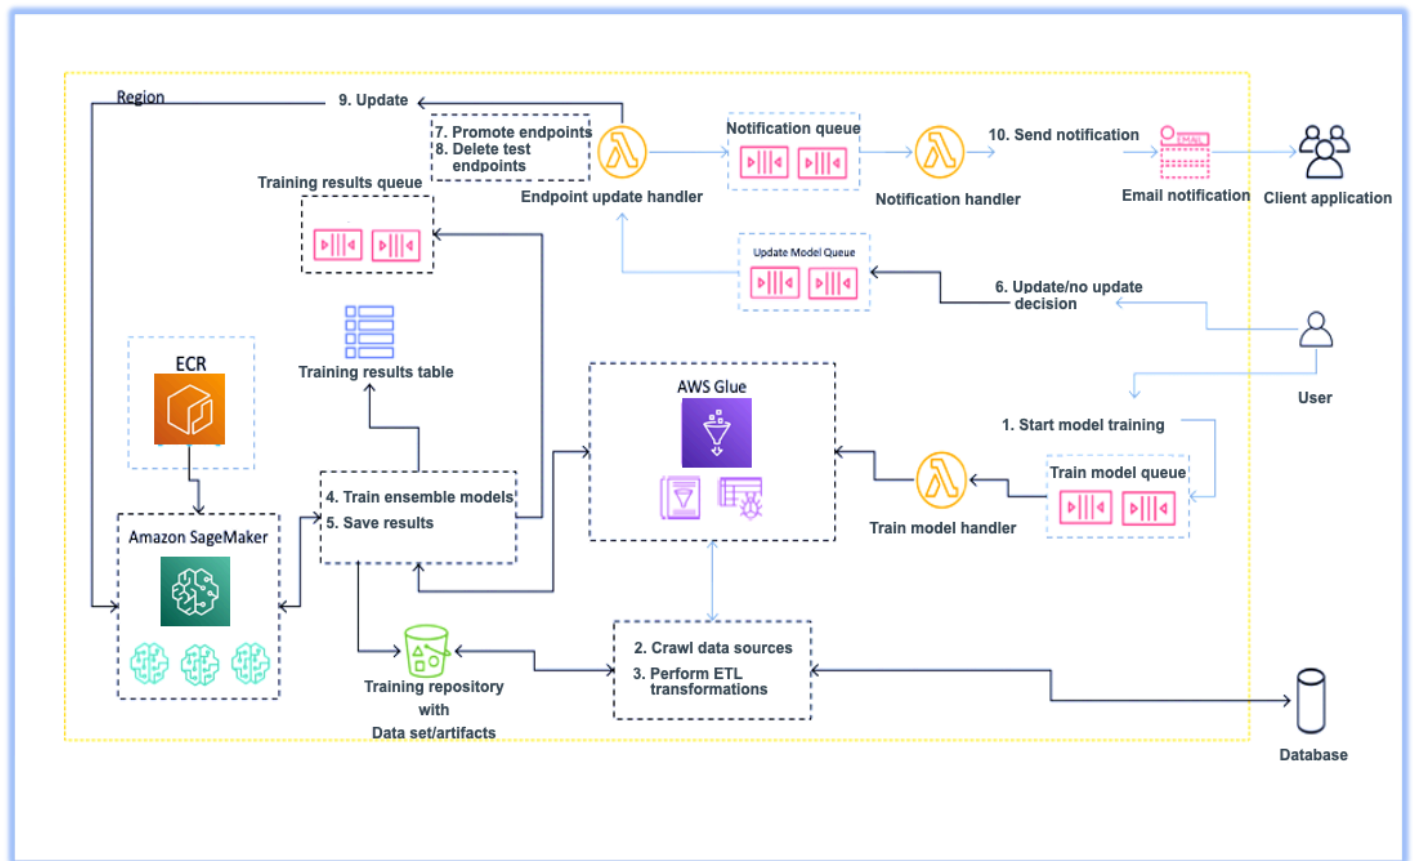 Region
9. Update
7. Promote endpoints
8. Delete test
endpoints
Endpoint update handler
Notification queue
Notification handler
10. Send notification
EMAIL
Email notification
Client application
Training results queue
Update Model Queue
6. Update/no update
decision
User
Training results table
ECR
AWS Glue
1. Start model training
Train model queue
Train model handler
4. Train ensemble models
5. Save results
Amazon SageMaker
2. Crawl data sources
3. Perform ETL
transformations
Training repository
with
Data set/artifacts
Database